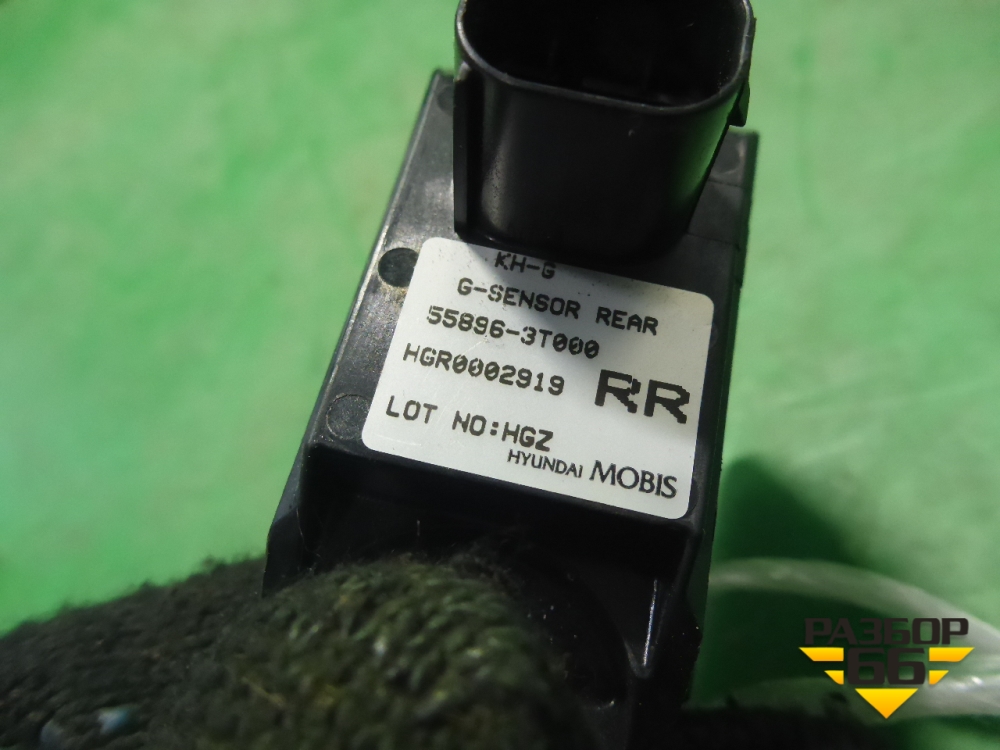 KH-G
G-SENSOR REAR
55896-3T000
HGR0002919
RR
LOT NO:HGZ
HYUNDAI MOBIS
РАЗБОР
66